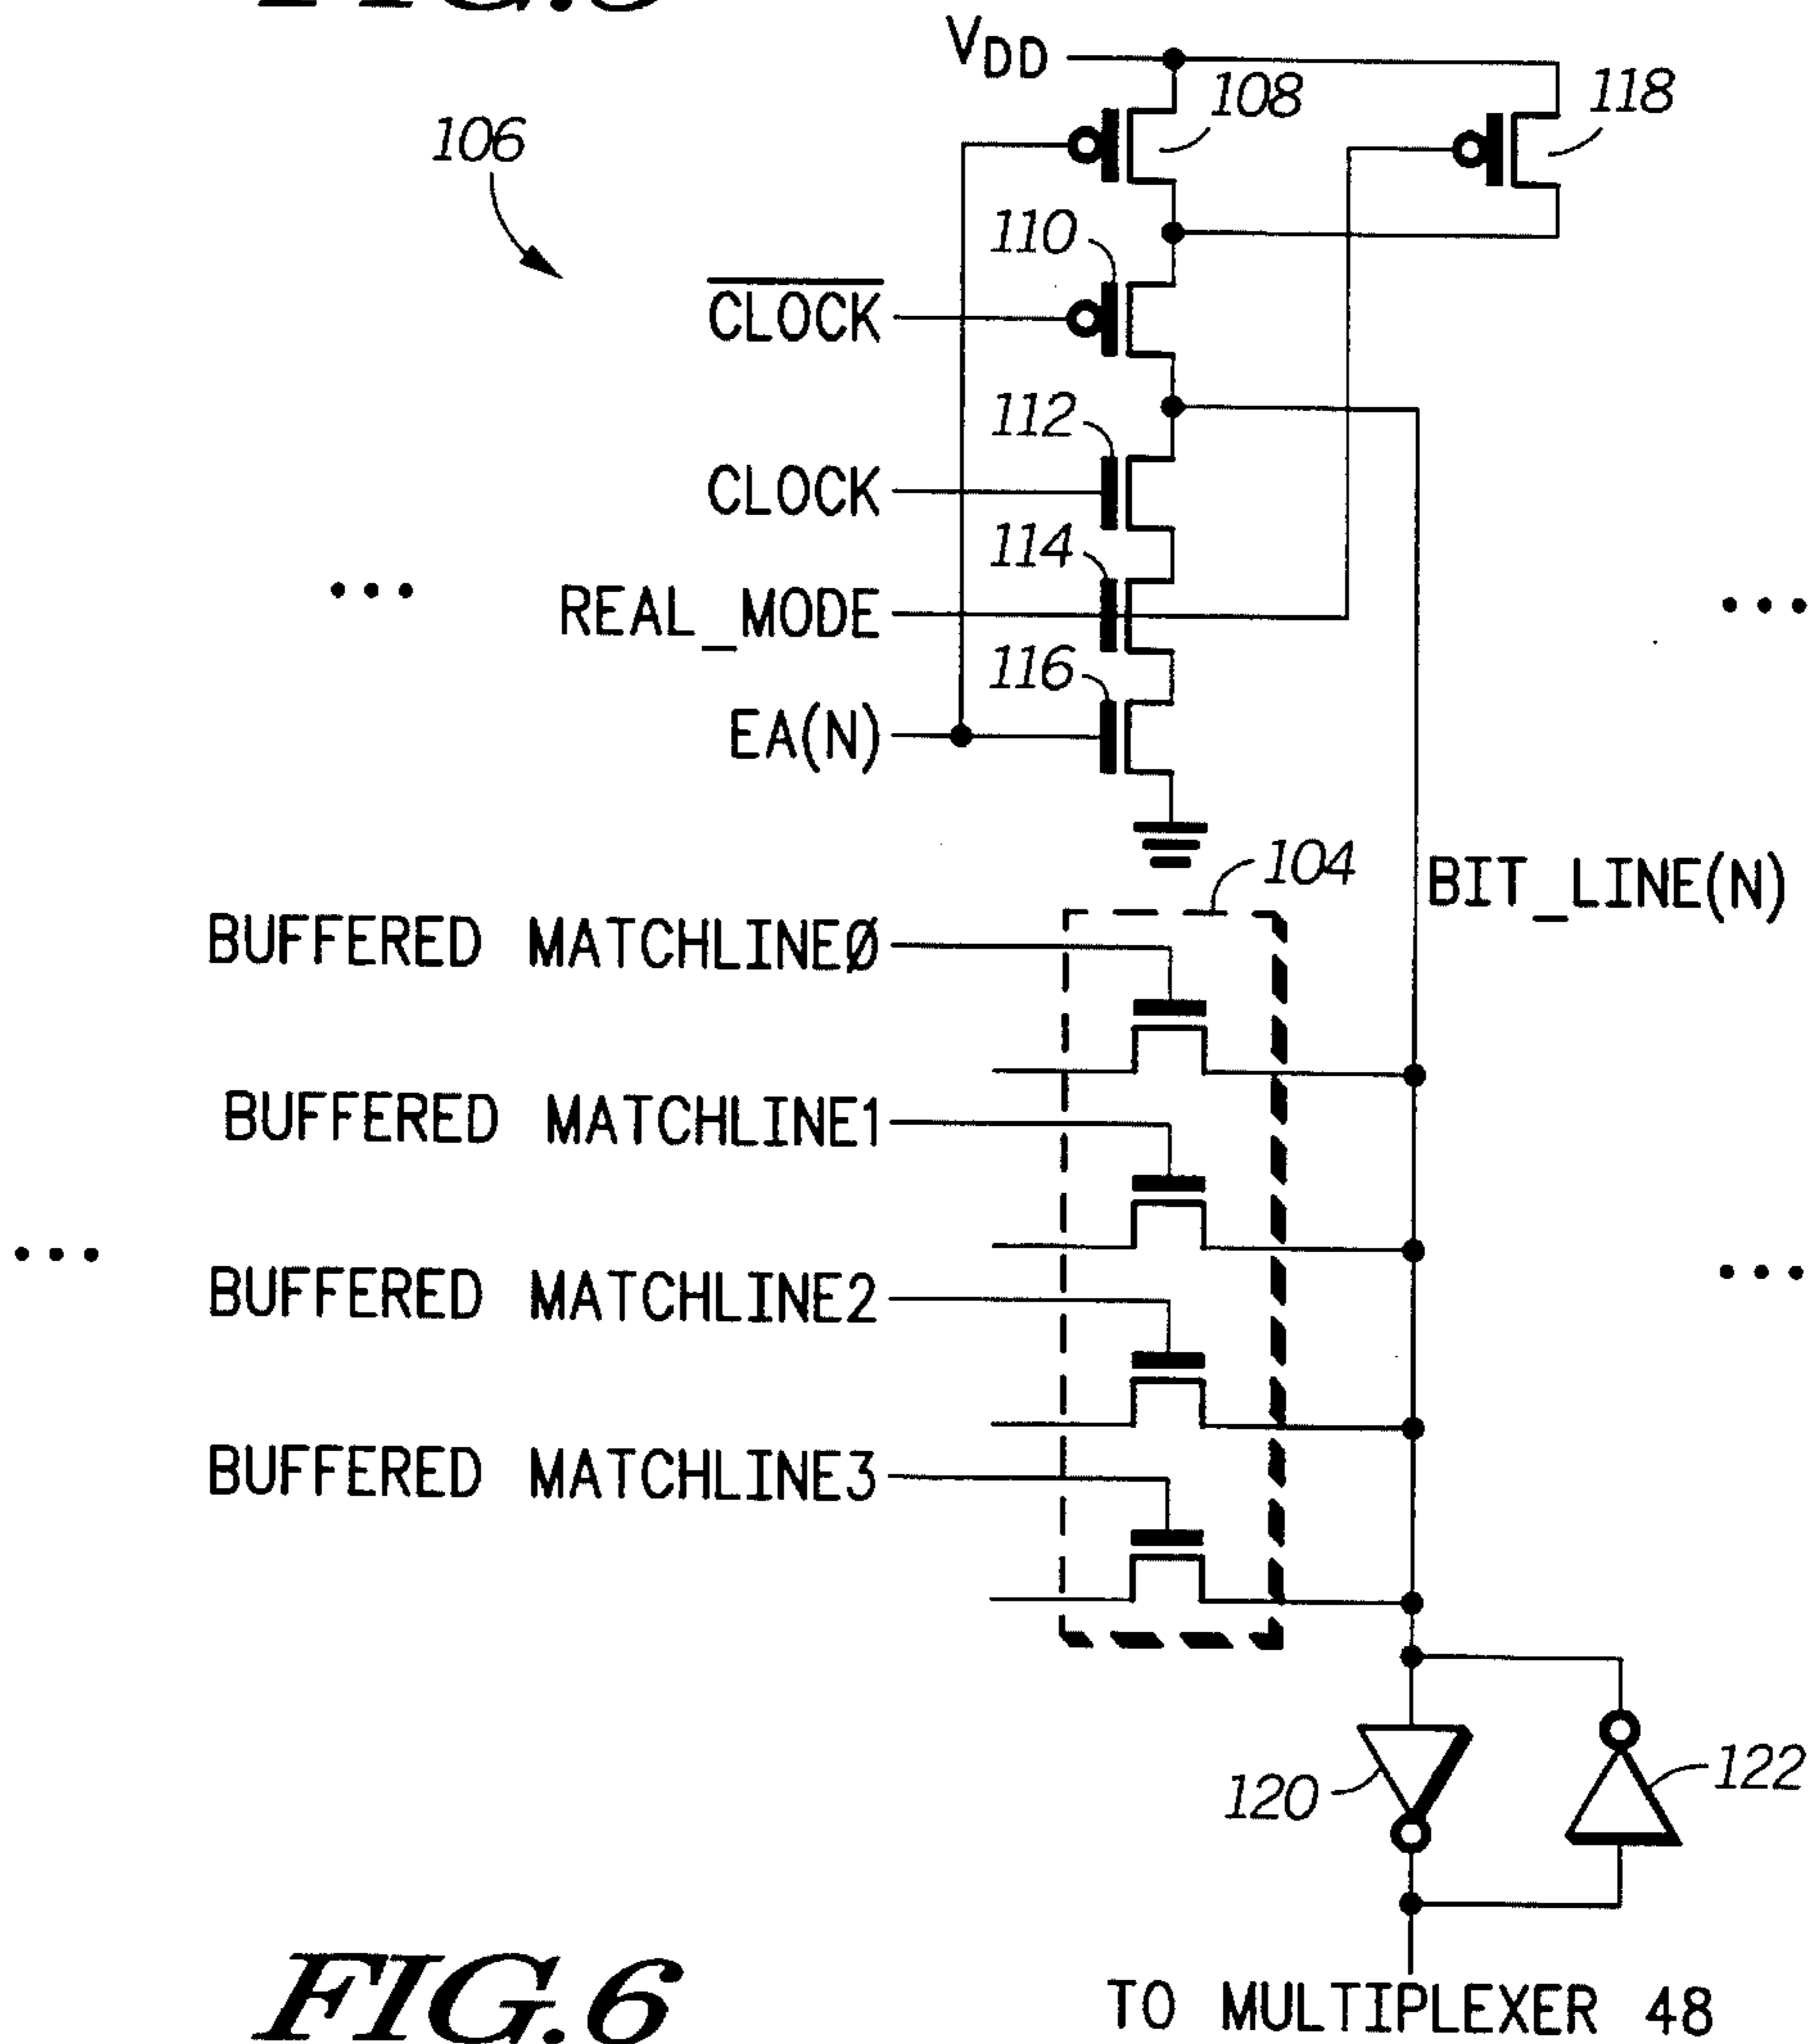 VDD
108
118
106
110
CLOCK
112
CLOCK
114
REAL_MODE
116
EA(N)
104
BIT_LINE(N)
BUFFERED MATCHLINEØ
BUFFERED MATCHLINE1
BUFFERED MATCHLINE2
BUFFERED MATCHLINE3
120
122
TO MULTIPLEXER 48
FIG.6